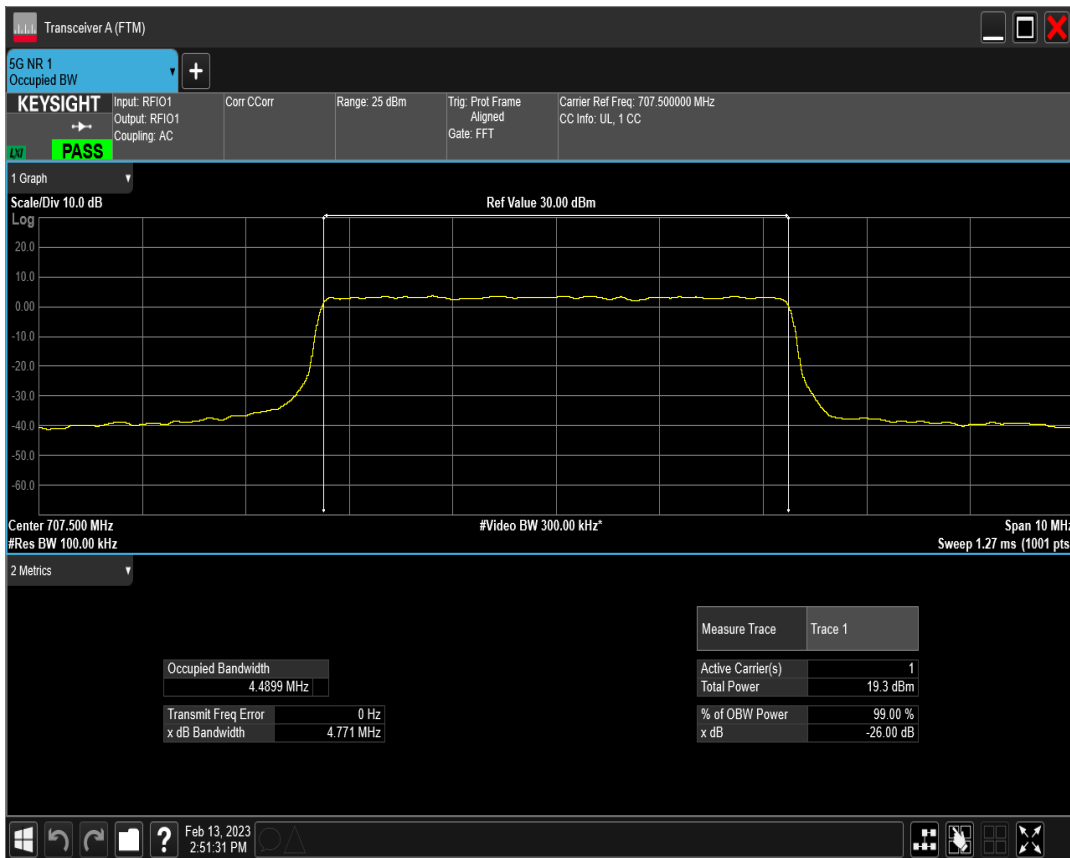 Transceiver A (FTM)
5G NR 1
Occupied BW
+
KEYSIGHT
LXI
PASS
Input: RFIO1
Output: RFIO1
Coupling: AC
Corr CCorr
Range: 25 dBm
Trig: Prot Frame
Aligned
Gate: FFT
Carrier Ref Freq: 707.500000 MHz
CC Info: UL, 1 CC
1 Graph
Scale/Div 10.0 dB
Ref Value 30.00 dBm
Log
20.0
10.0
0.00
-10.0
-20.0
-30.0
-40.0
-50.0
-60.0
Center 707.500 MHz
#Video BW 300.00 kHz*
Span 10 MHz
#Res BW 100.00 kHz
Sweep 1.27 ms (1001 pts
2 Metrics
Measure Trace Trace 1
Occupied Bandwidth
4.4899 MHz
Active Carrier(s) 1
Total Power 19.3 dBm
Transmit Freq Error 0 Hz
x dB Bandwidth 4.771 MHz
% of OBW Power 99.00 %
x dB -26.00 dB
?
Feb 13, 2023
2:51:31 PM